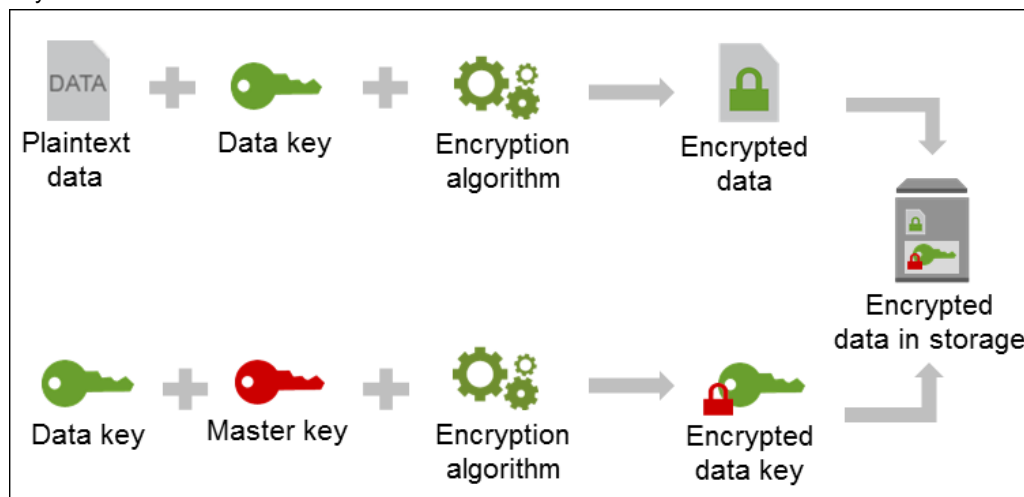 DATA
Plaintext
data
Data key
Encryption
algorithm
Encrypted
data
Encrypted
data in storage
Data key
Master key
Encryption
algorithm
Encrypted
data key